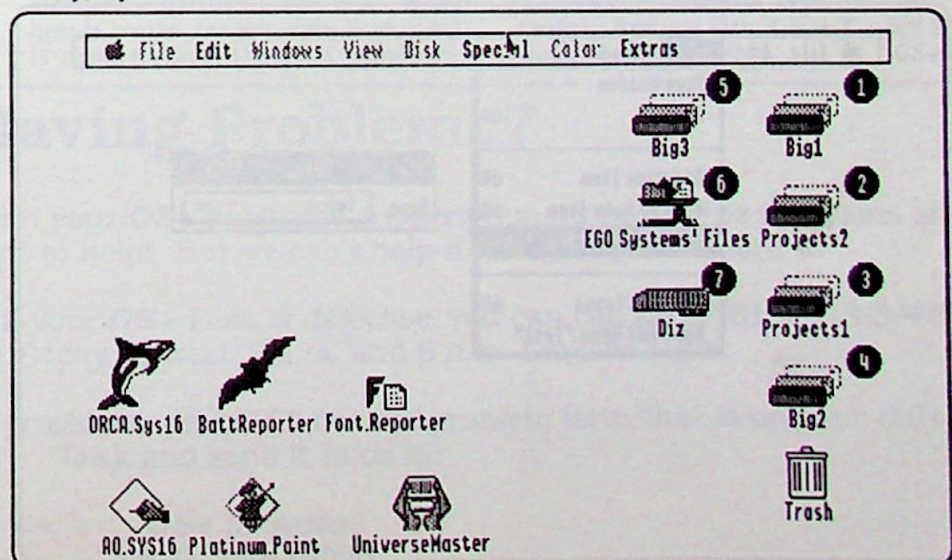 File Edit Windows View Disk Special Color Extras
5 1
Big3 Big1
6 2
EGO Systems' Files Projects2
7 3
Diz Projects1
4
ORCA.Sys16 BattReporter Font.Reporter Big2
Trash
AO.SYS16 Platinum.Paint UniverseMaster